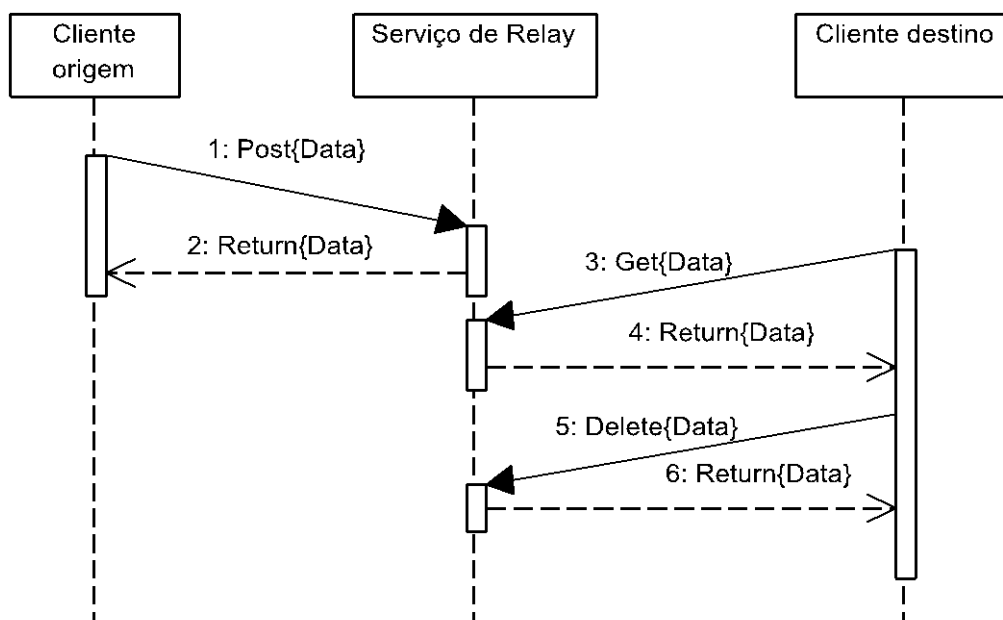 Cliente
origem
Serviço de Relay
Cliente destino
1: Post{Data}
2: Return{Data}
3: Get{Data}
4: Return{Data}
5: Delete{Data}
6: Return{Data}